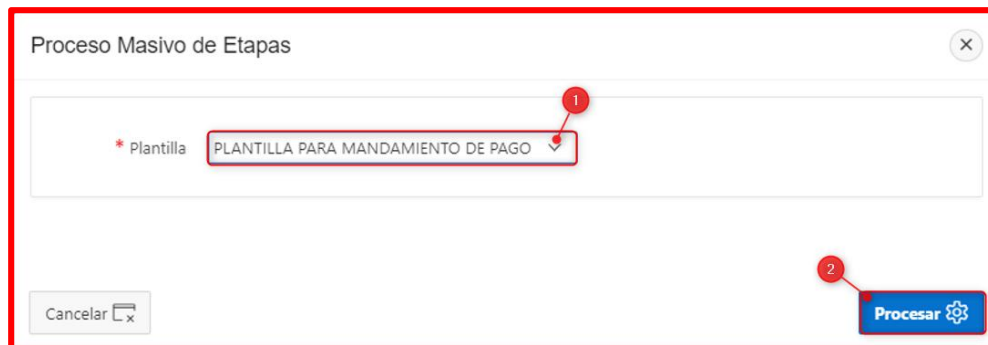 Proceso Masivo de Etapas
1
* Plantilla PLANTILLA PARA MANDAMIENTO DE PAGO
2
Cancelar Procesar